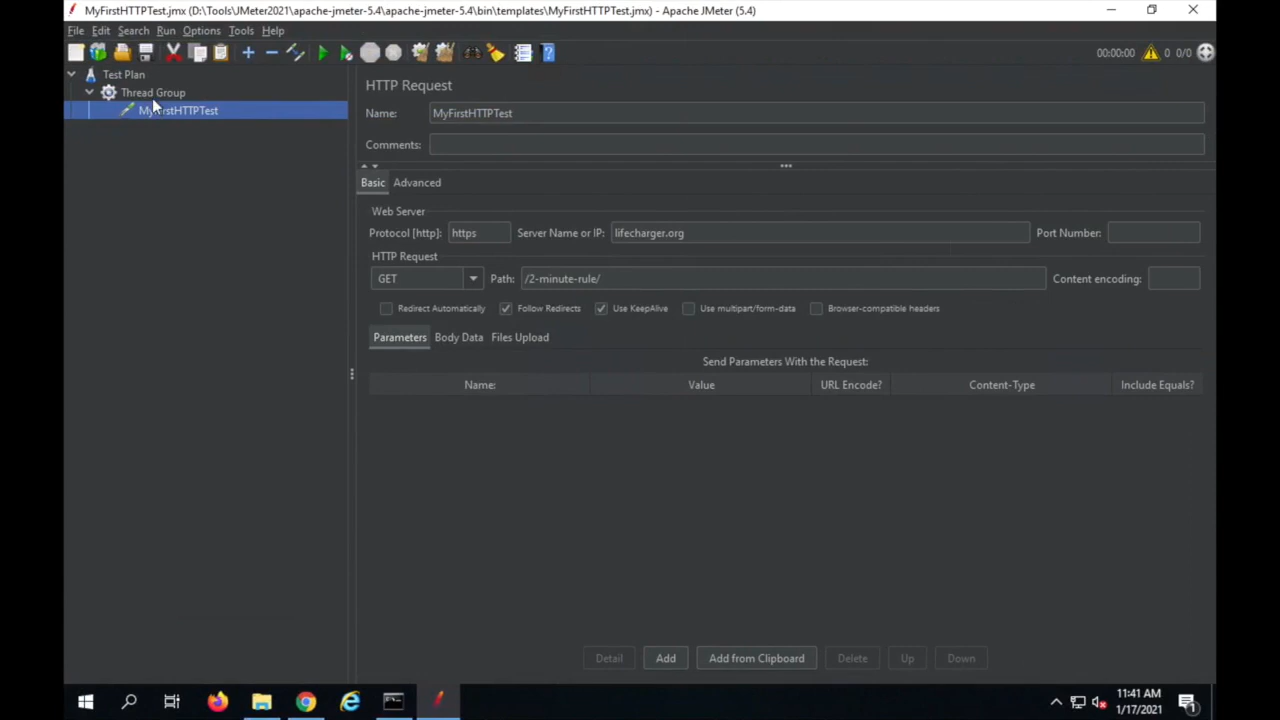 MyFirstHTTPTest.jmx (D:\Tools\JMeter2021\apache-jmeter-5.4\apache-jmeter-5.4\bin\templates\MyFirstHTTPTest.jmx) - Apache JMeter (5.4)
File Edit Search Run Options Tools Help
00:00:00 0 0/0
Test Plan
Thread Group
MyFirstHTTPTest
HTTP Request
Name: MyFirstHTTPTest
Comments:
Basic Advanced
Web Server
Protocol [http]: https Server Name or IP: lifecharger.org Port Number:
HTTP Request
GET Path: /2-minute-rule/ Content encoding:
Redirect Automatically Follow Redirects Use KeepAlive Use multipart/form-data Browser-compatible headers
Parameters Body Data Files Upload
Send Parameters With the Request:
Name: Value URL Encode? Content-Type Include Equals?
Detail Add Add from Clipboard Delete Up Down
11:41 AM
1/17/2021
1